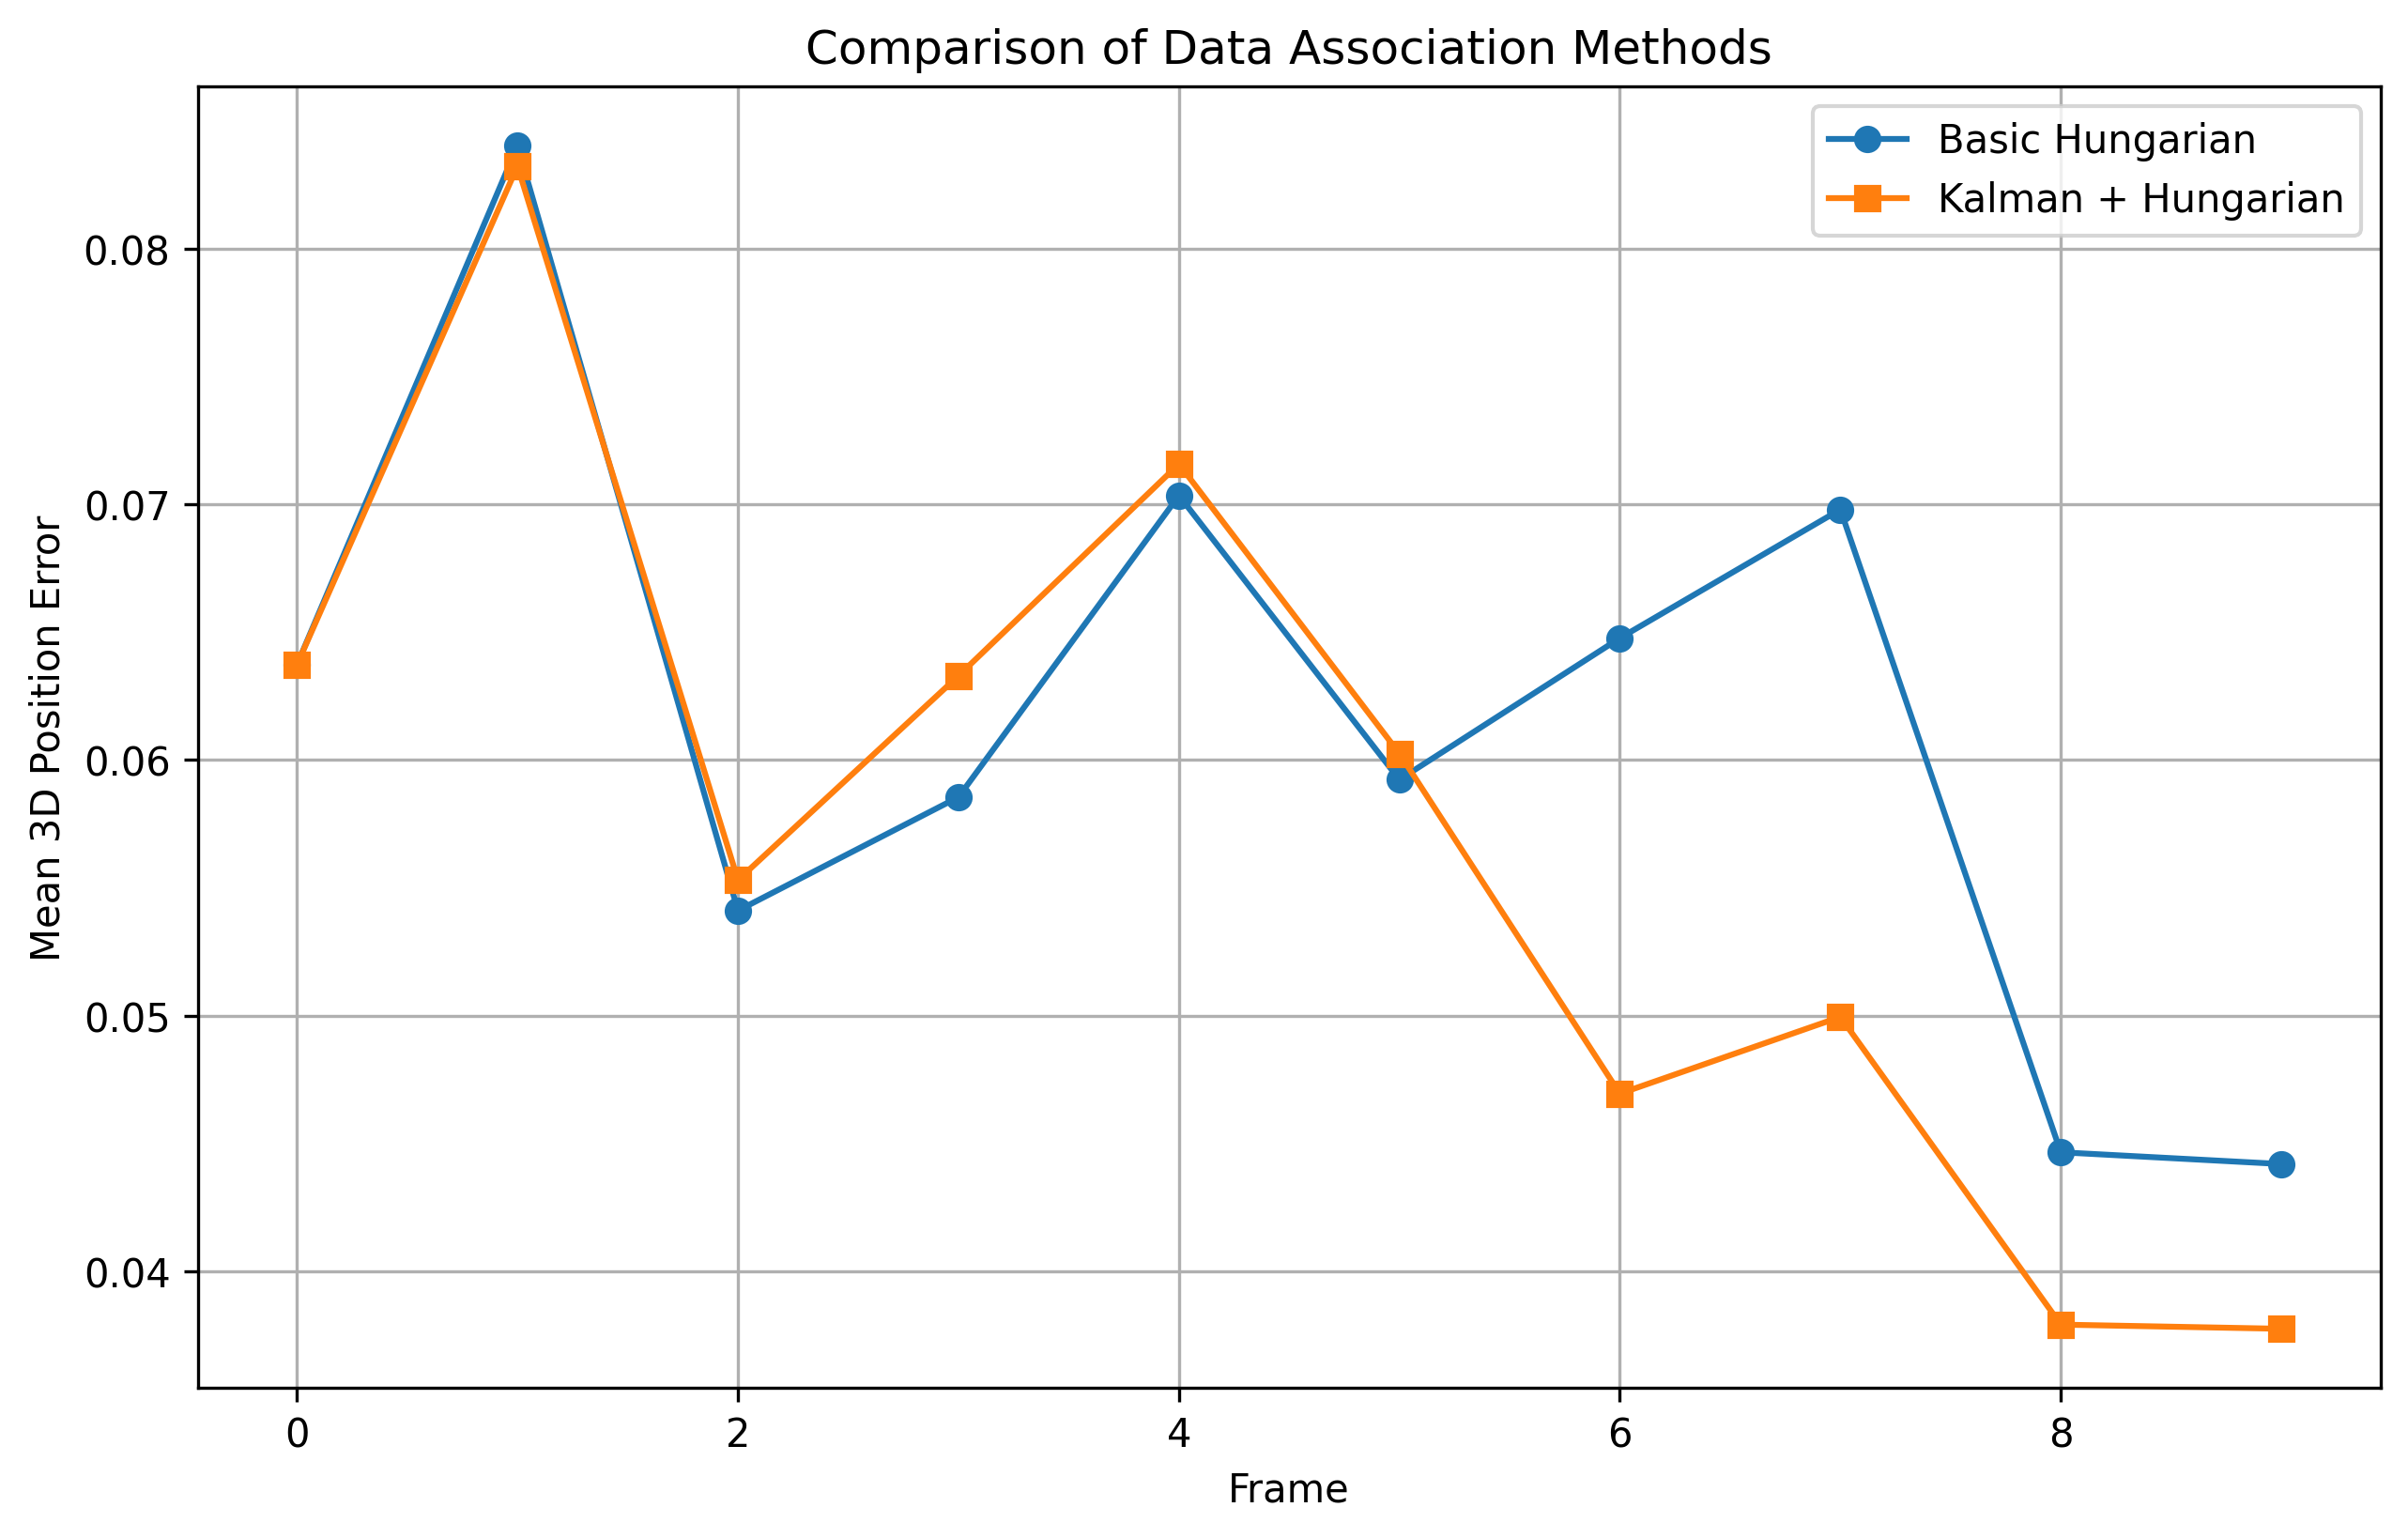 Comparison of Data Association Methods
Basic Hungarian
Kalman + Hungarian
Mean 3D Position Error
0.08
0.07
0.06
0.05
0.04
0 2 4 6 8
Frame